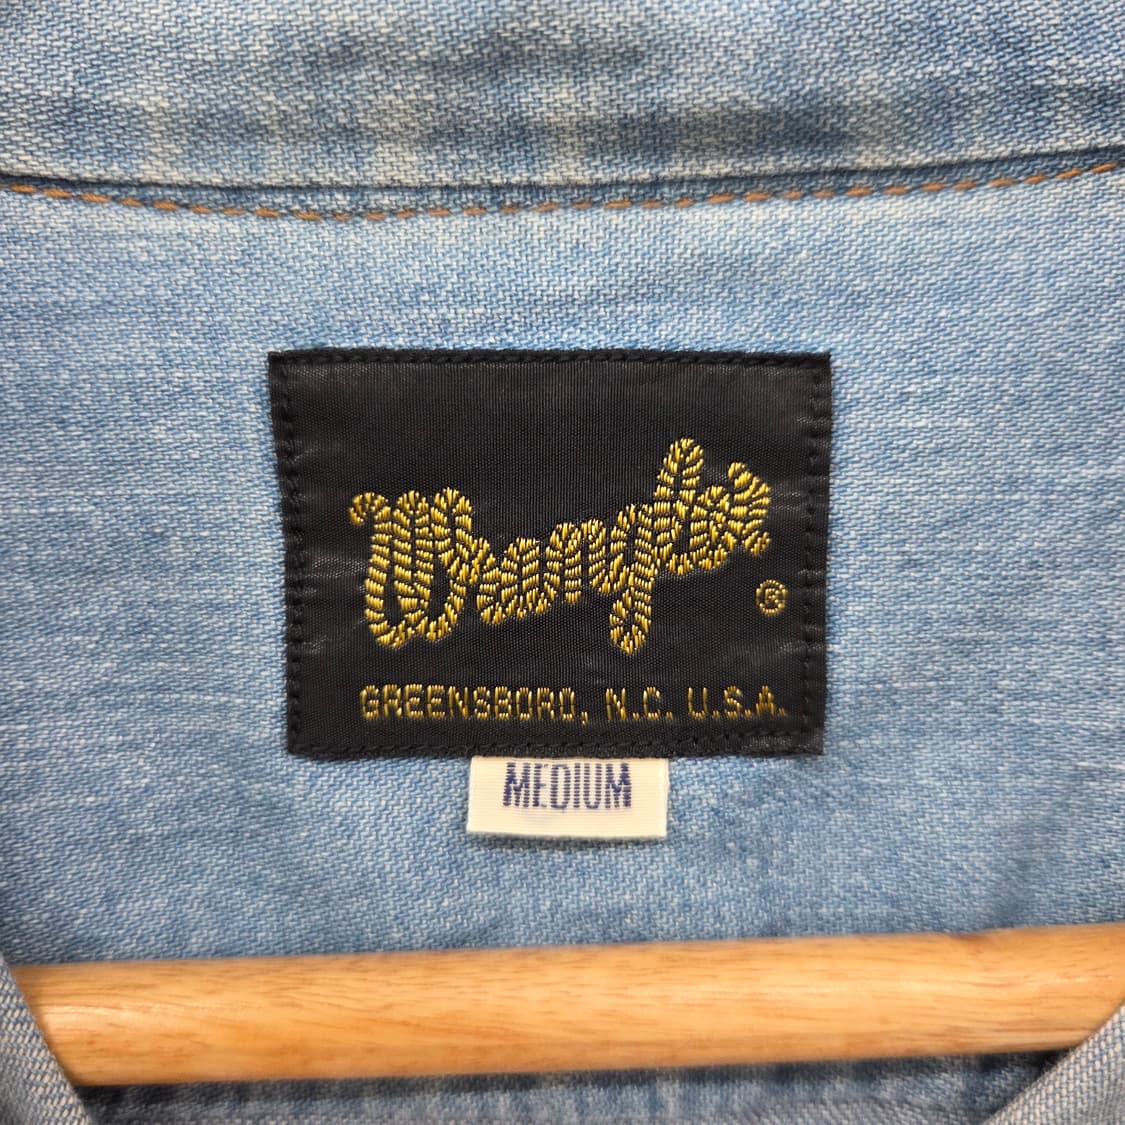 Wrangler
®
GREENSBORO, N.C. U.S.A.
MEDIUM